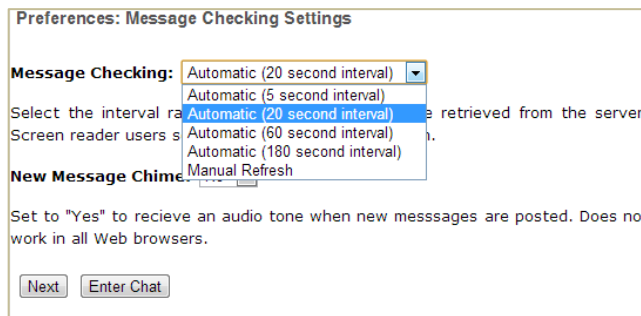 Preferences: Message Checking Settings
Message Checking: Automatic (20 second interval)
Automatic (5 second interval)
Select the interval ra
Automatic (20 second interval)
e retrieved from the server
Automatic (60 second interval)
Screen reader users s
Automatic (180 second interval)
Manual Refresh
New Message Chime:
Set to "Yes" to recieve an audio tone when new messsages are posted. Does no
work in all Web browsers.
Next Enter Chat